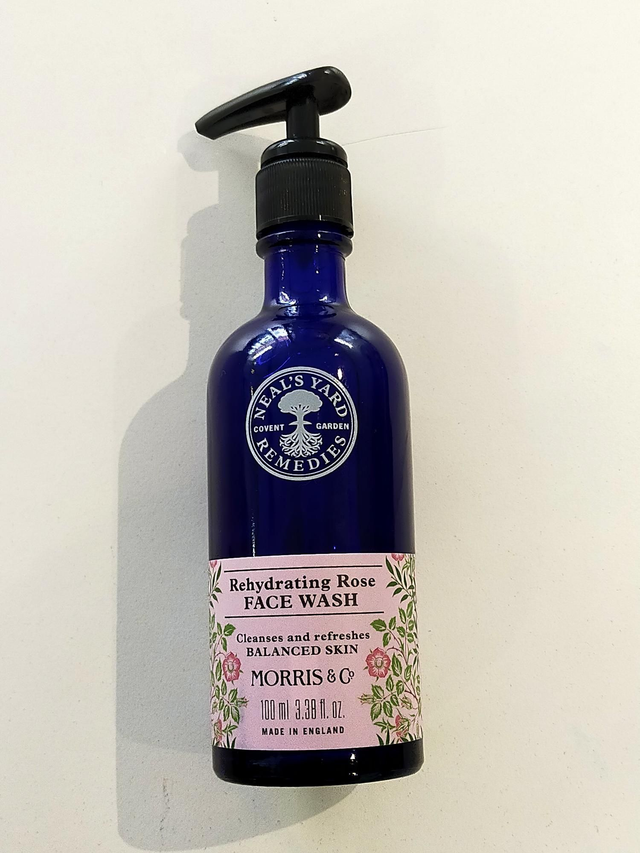 NEAL'S YARD
COVENT GARDEN
REMEDIES
Rehydrating Rose
FACE WASH
Cleanses and refreshes
BALANCED SKIN
MORRIS & Co
100 ml 3.38 fl. oz.
MADE IN ENGLAND